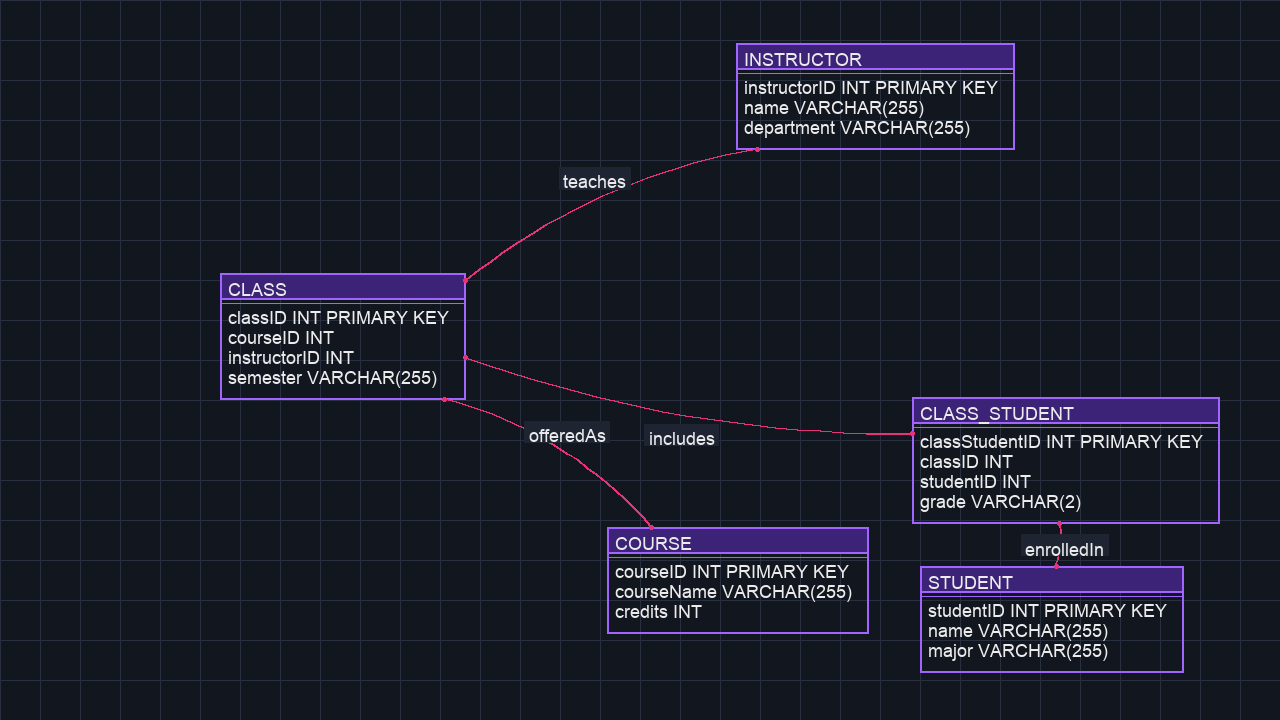 INSTRUCTOR
instructorID INT PRIMARY KEY
name VARCHAR(255)
department VARCHAR(255)
teaches
CLASS
classID INT PRIMARY KEY
courseID INT
instructorID INT
semester VARCHAR(255)
offeredAs
includes
CLASS_STUDENT
classStudentID INT PRIMARY KEY
classID INT
studentID INT
grade VARCHAR(2)
COURSE
courseID INT PRIMARY KEY
courseName VARCHAR(255)
credits INT
enrolledIn
STUDENT
studentID INT PRIMARY KEY
name VARCHAR(255)
major VARCHAR(255)